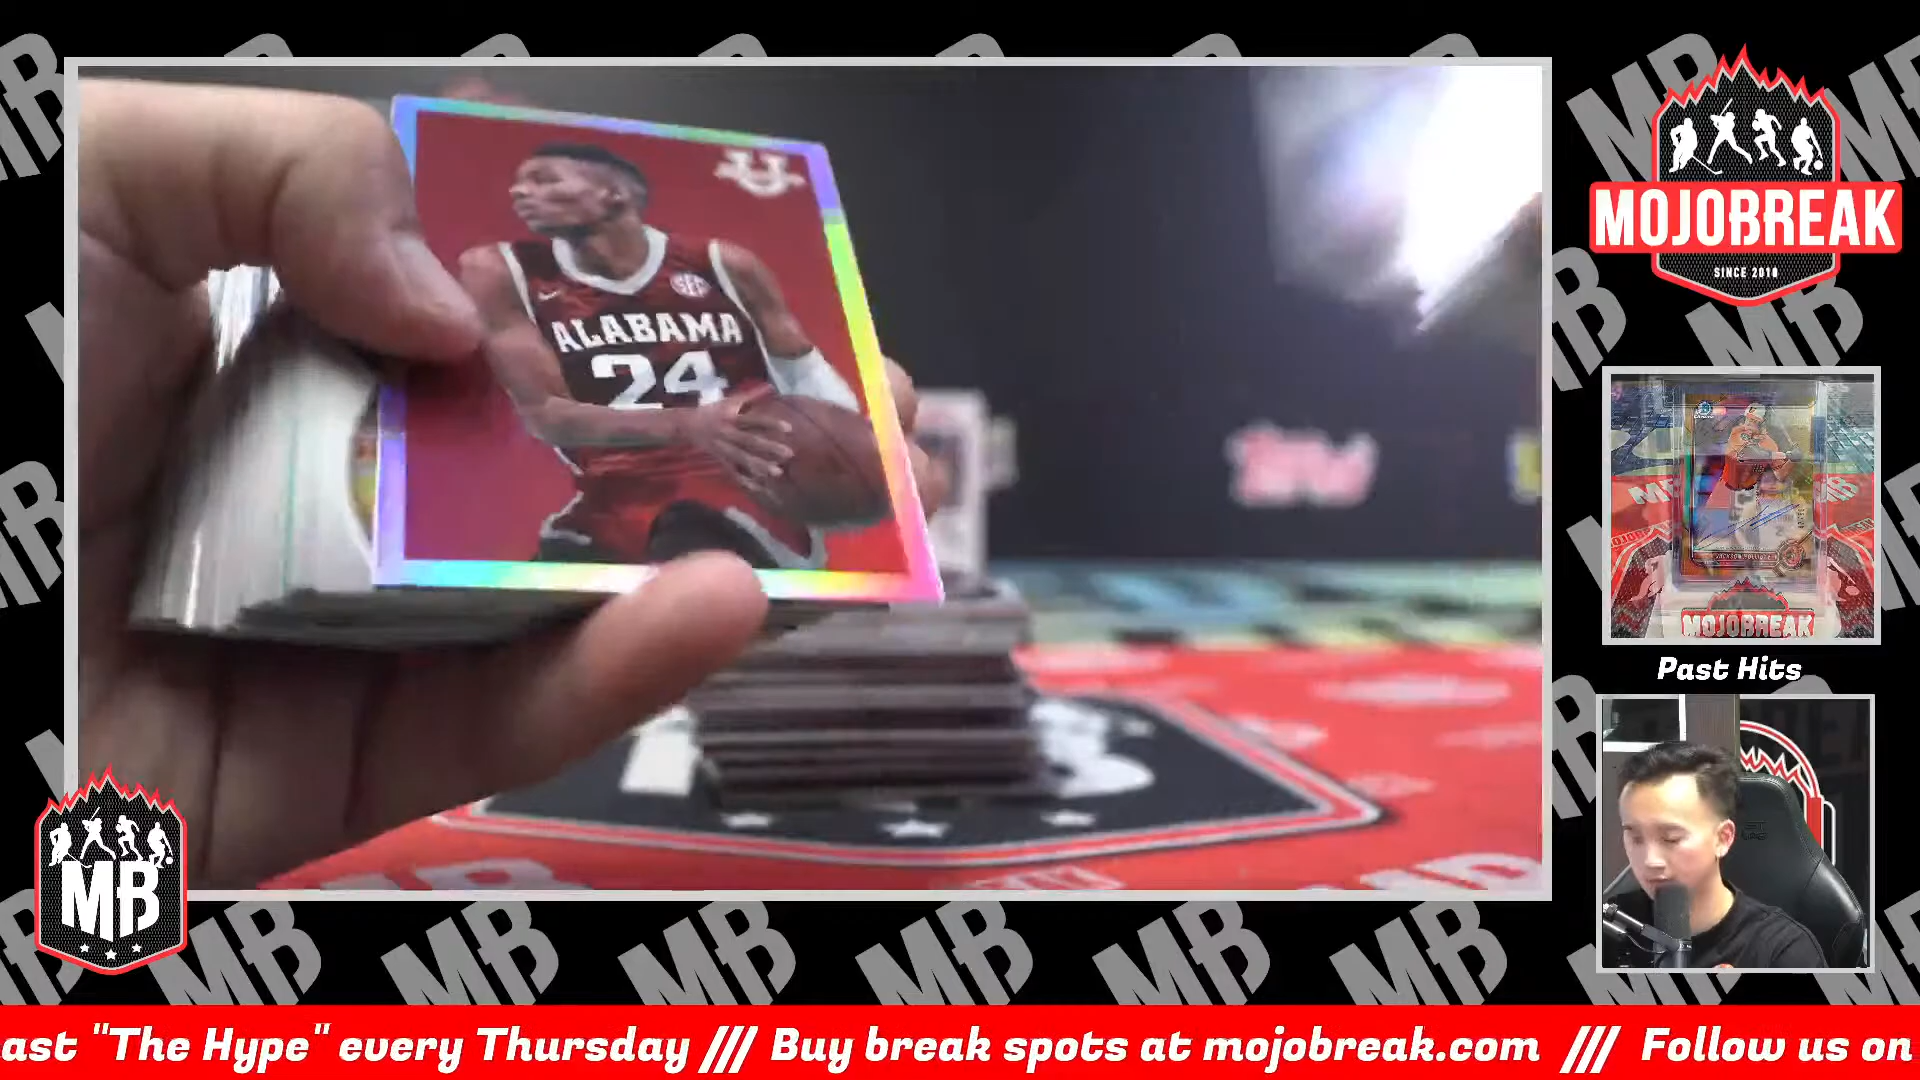 MOJOBREAK
SINCE 2010
ALABAMA
24
SEC
MOJOBREAK
Past Hits
MB
ast "The Hype" every Thursday /// Buy break spots at mojobreak.com /// Follow us on